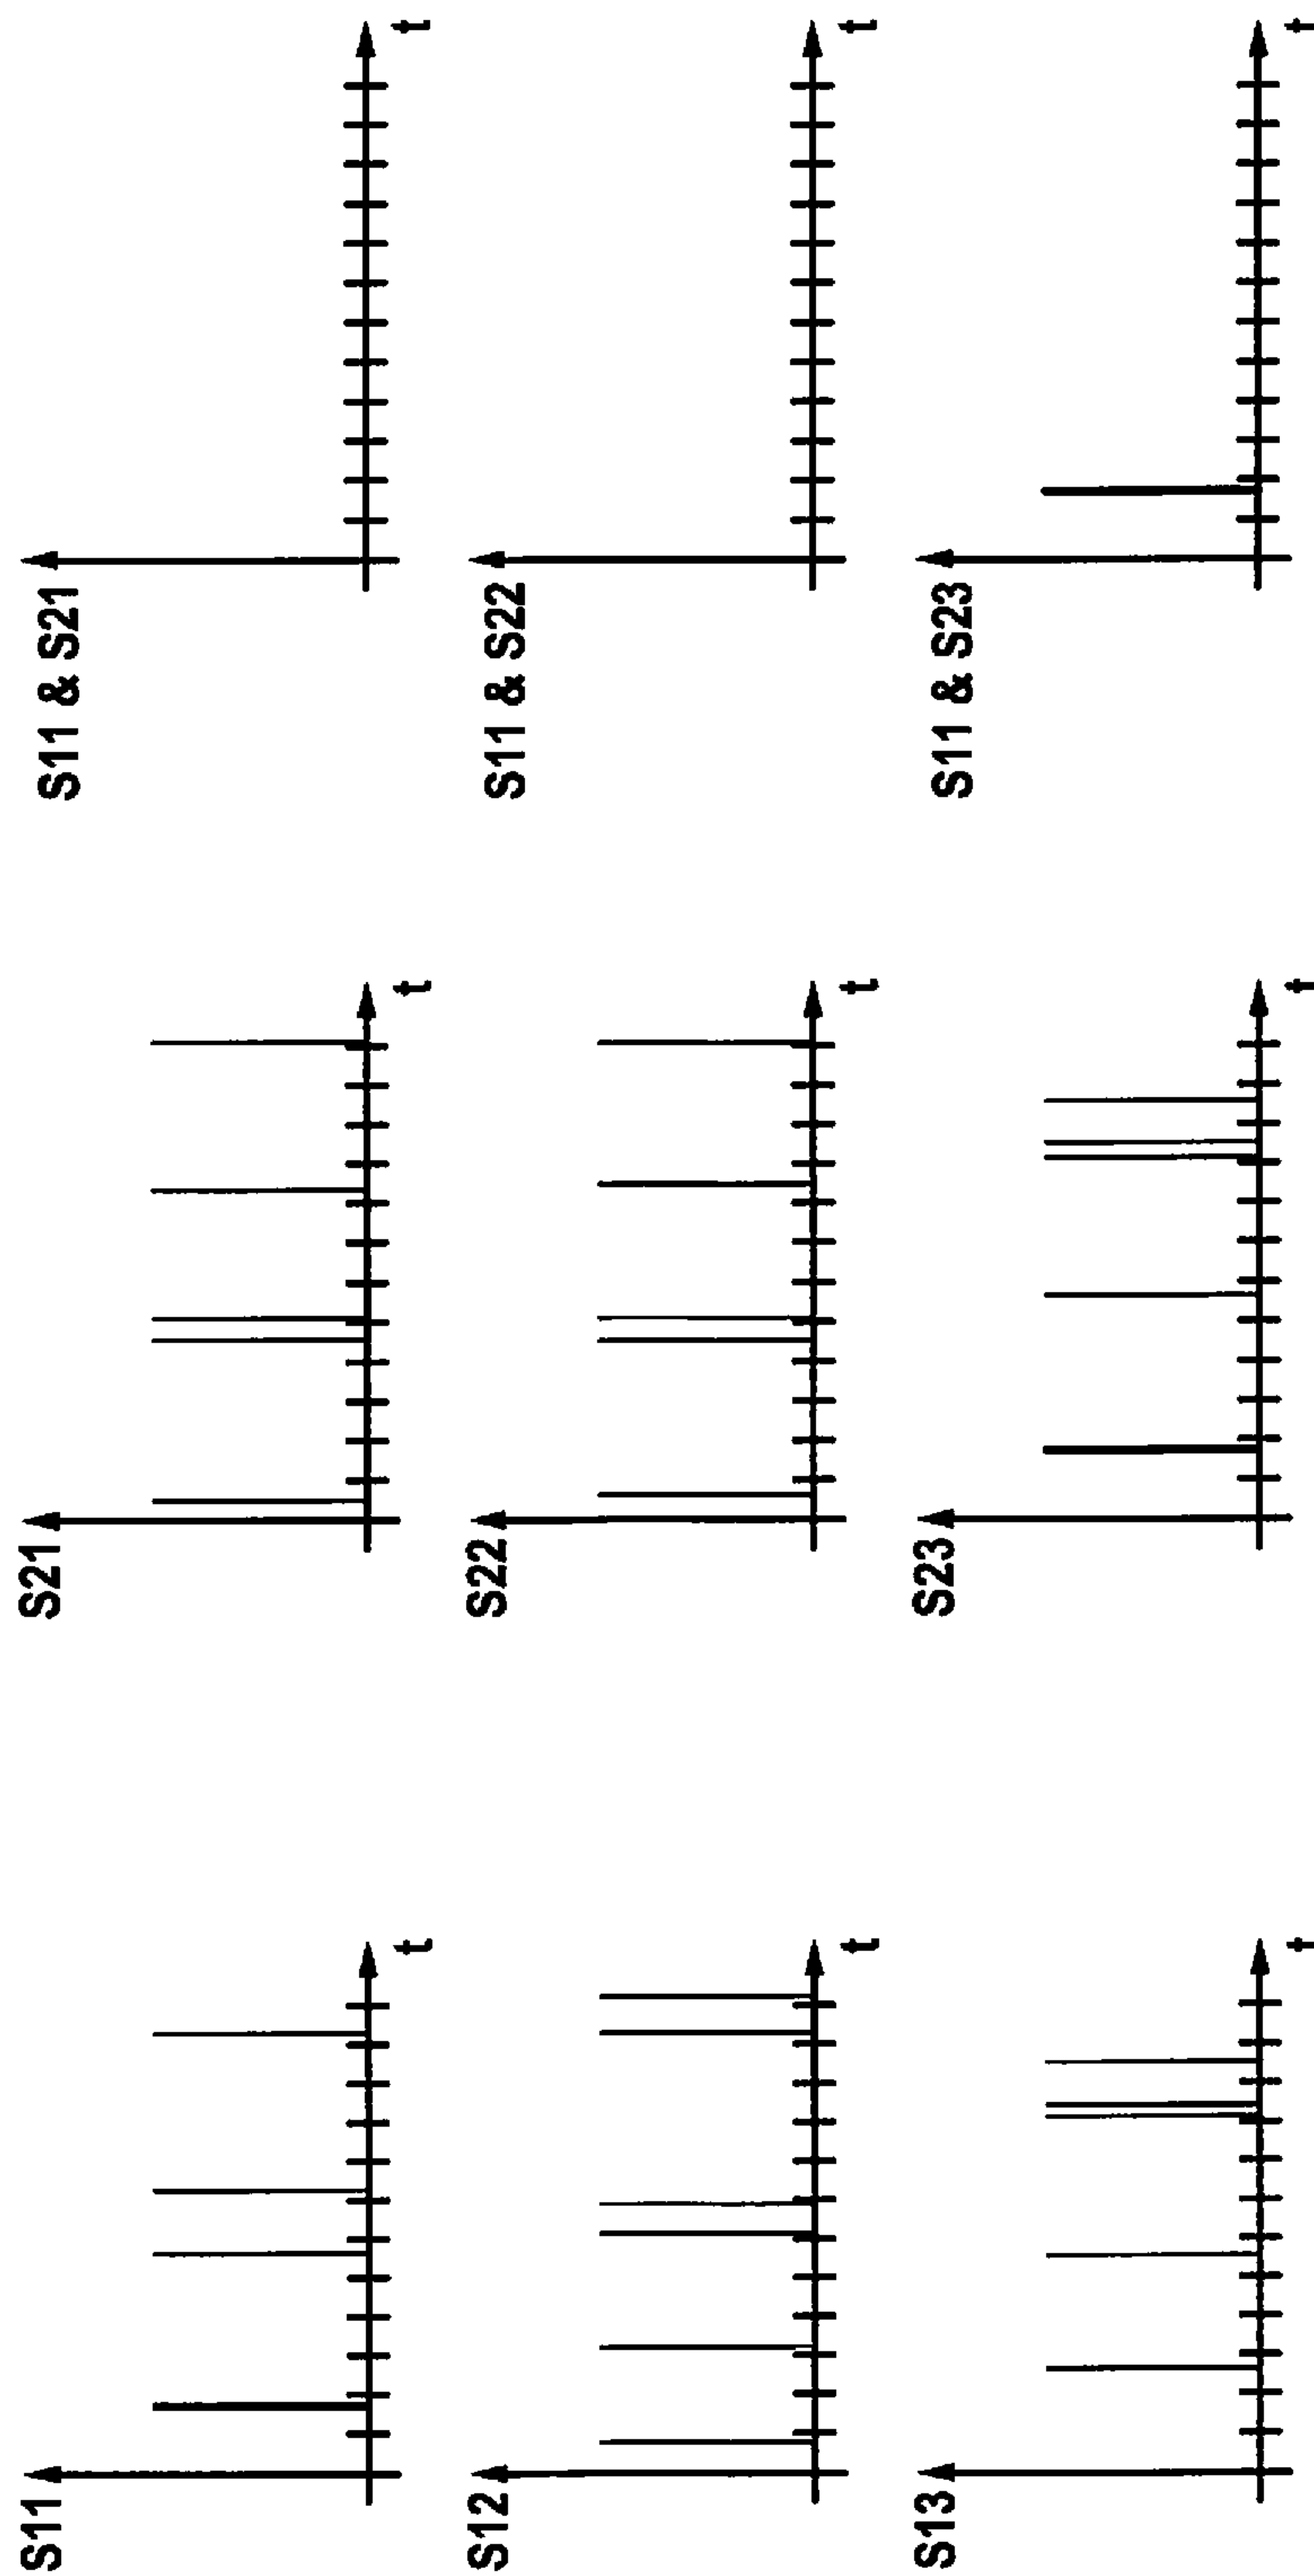 S11
t
S21
t
S11 & S21
t
S12
t
S22
t
S11 & S22
t
S13
t
S23
t
S11 & S23
t